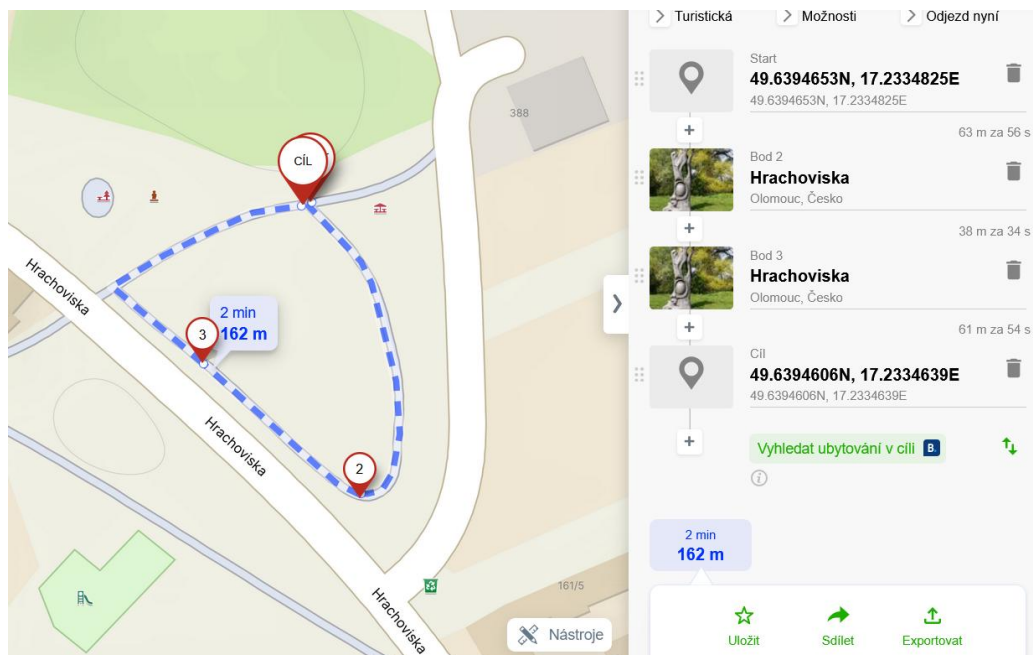 Turistická
Možnosti
Odjezd nyní
Start
49.6394653N, 17.2334825E
49.6394653N, 17.2334825E
63 m za 56 s
Bod 2
Hrachoviska
Olomouc, Česko
38 m za 34 s
Bod 3
Hrachoviska
Olomouc, Česko
61 m za 54 s
Cíl
49.6394606N, 17.2334639E
49.6394606N, 17.2334639E
Vyhledat ubytování v cíli B.
2 min
162 m
Uložit
Sdílet
Exportovat
388
CÍL
Hrachoviska
2 min
162 m
3
Hrachoviska
2
161/5
Hrachoviska
Nástroje